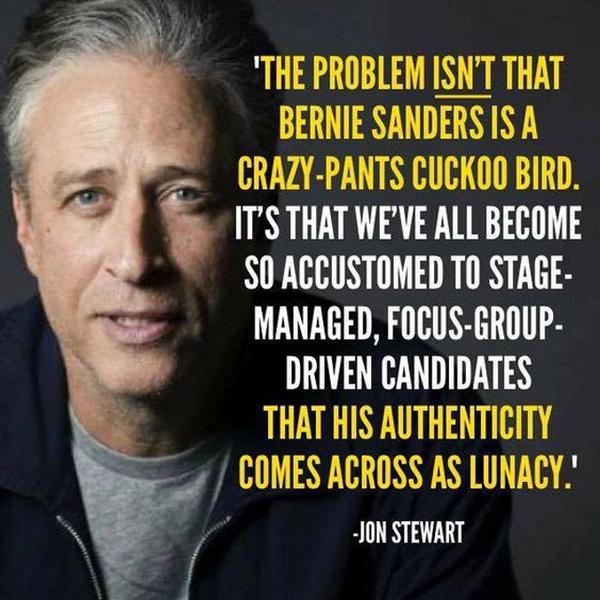 'THE PROBLEM ISN'T THAT
BERNIE SANDERS IS A
CRAZY-PANTS CUCKOO BIRD.
IT'S THAT WE'VE ALL BECOME
SO ACCUSTOMED TO STAGE-
MANAGED, FOCUS-GROUP-
DRIVEN CANDIDATES
THAT HIS AUTHENTICITY
COMES ACROSS AS LUNACY.'
-JON STEWART